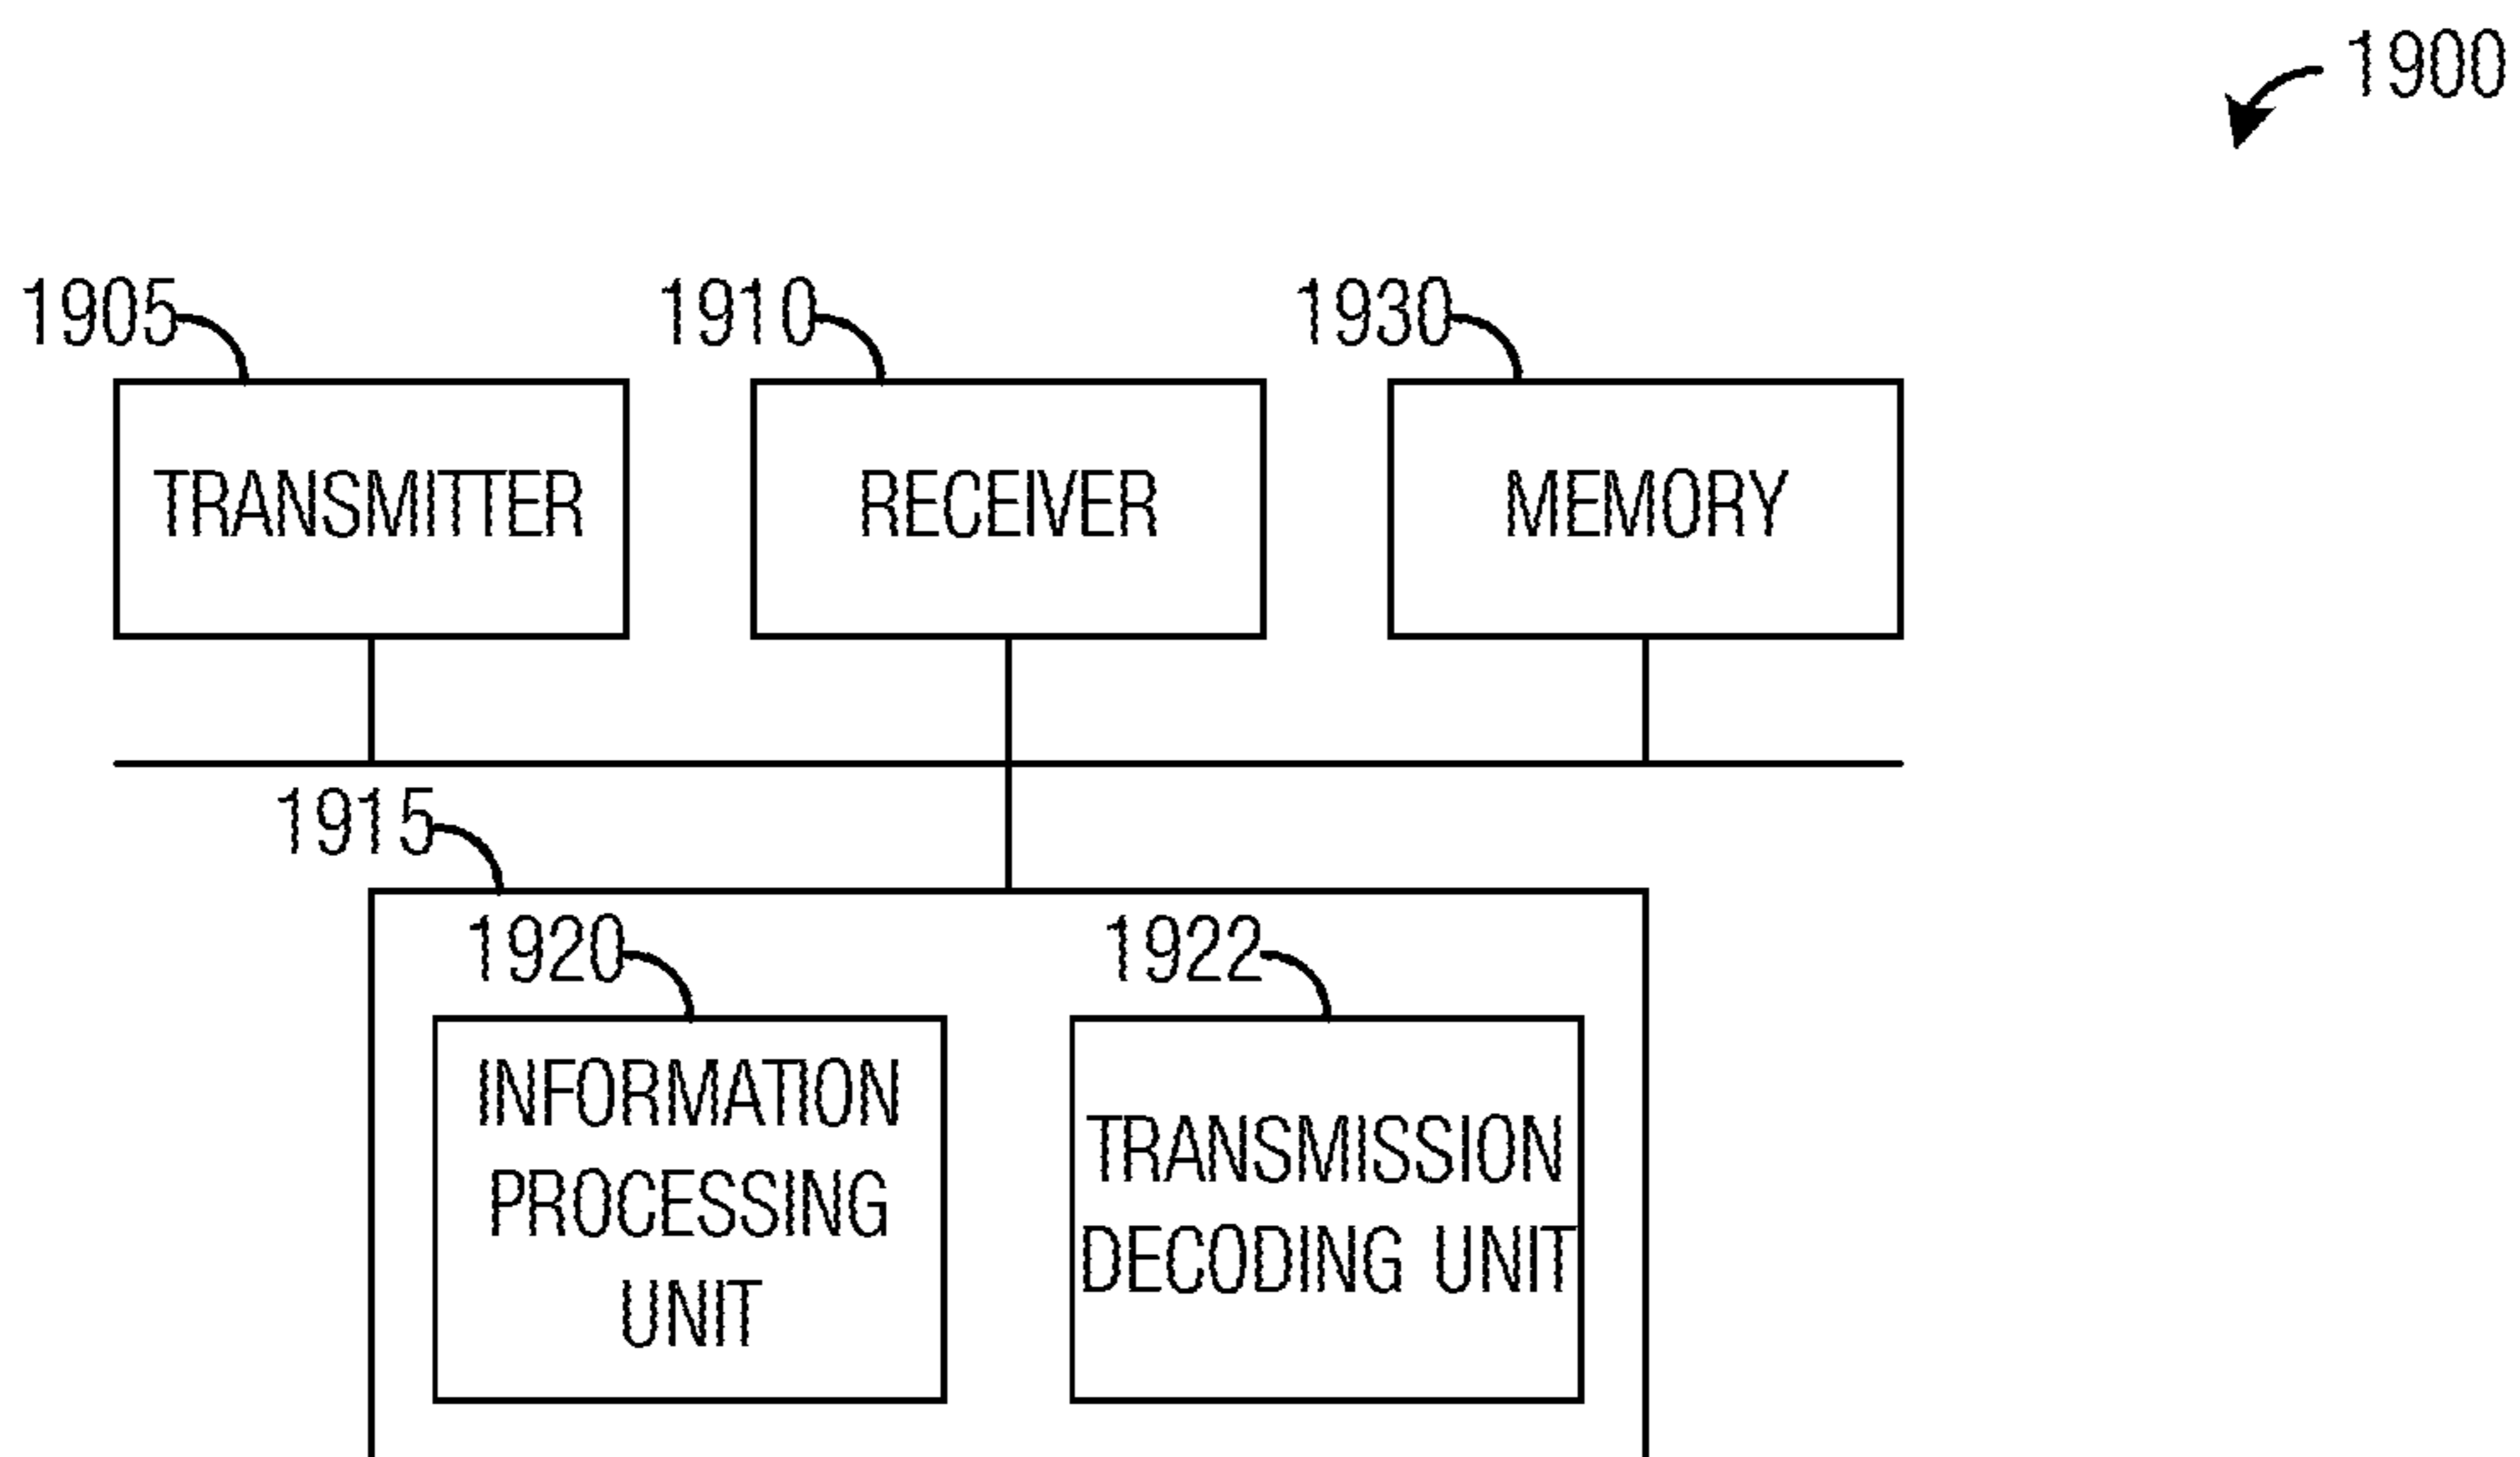 1900
1905
1910
1930
TRANSMITTER
RECEIVER
MEMORY
1915
1920
1922
INFORMATION
PROCESSING
UNIT
TRANSMISSION
DECODING UNIT